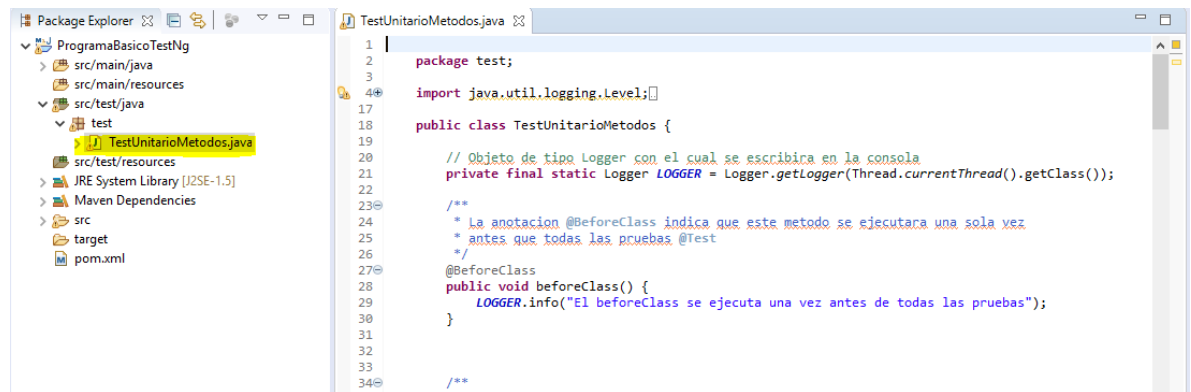 Package Explorer
ProgramaBasicoTestNg
src/main/java
src/main/resources
src/test/java
test
TestUnitarioMetodos.java
src/test/resources
JRE System Library [J2SE-1.5]
Maven Dependencies
src
target
pom.xml
TestUnitarioMetodos.java
1
2 package test;
3
4 import java.util.logging.Level;
17
18 public class TestUnitarioMetodos {
19
20 // Objeto de tipo Logger con el cual se escribira en la consola
21 private final static Logger LOGGER = Logger.getLogger(Thread.currentThread().getClass());
22
23 /**
24 * La anotacion @BeforeClass indica que este metodo se ejecutara una sola vez
25 * antes que todas las pruebas @Test
26 */
27 @BeforeClass
28 public void beforeClass() {
29 LOGGER.info("El beforeClass se ejecuta una vez antes de todas las pruebas");
30 }
31
32
33
34 /**